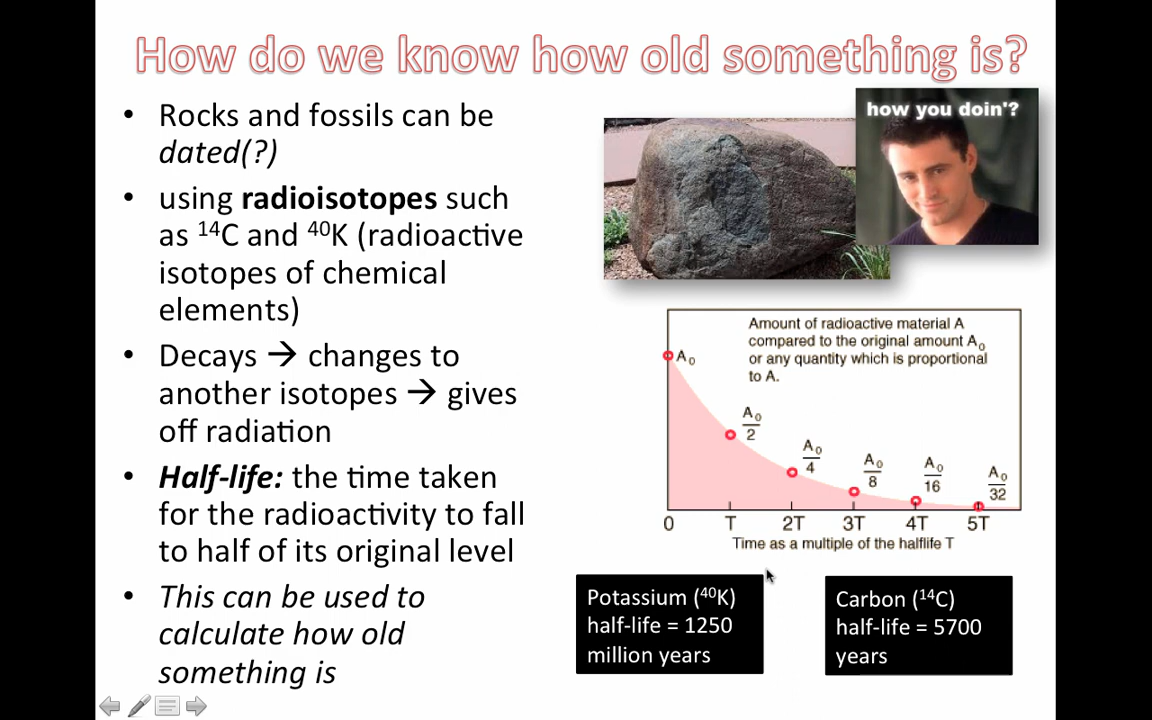 How do we know how old something is?
• Rocks and fossils can be
dated(?)
• using radioisotopes such
as ¹⁴C and ⁴⁰K (radioactive
isotopes of chemical
elements)
• Decays → changes to
another isotopes → gives
off radiation
• Half-life: the time taken
for the radioactivity to fall
to half of its original level
• This can be used to
calculate how old
something is
how you doin'?
Amount of radioactive material A
compared to the original amount A₀
or any quantity which is proportional
to A.
A₀
A₀
2
A₀
4
A₀
8
A₀
16
A₀
32
0 T 2T 3T 4T 5T
Time as a multiple of the halflife T
Potassium (⁴⁰K)
half-life = 1250
million years
Carbon (¹⁴C)
half-life = 5700
years